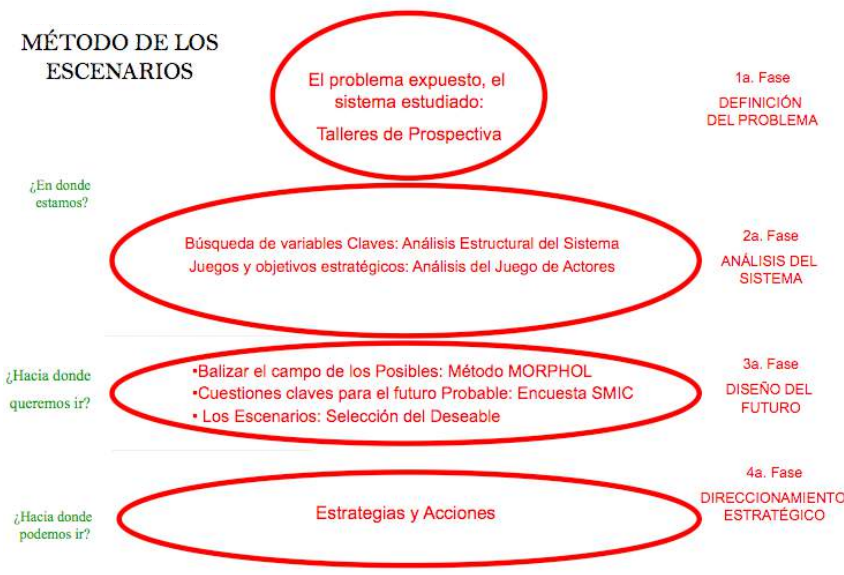 MÉTODO DE LOS
ESCENARIOS
El problema expuesto, el
sistema estudiado:
Talleres de Prospectiva
1a. Fase
DEFINICIÓN
DEL PROBLEMA
¿En donde
estamos?
Búsqueda de variables Claves: Análisis Estructural del Sistema
Juegos y objetivos estratégicos: Análisis del Juego de Actores
2a. Fase
ANÁLISIS DEL
SISTEMA
¿Hacia donde
queremos ir?
▪Balizar el campo de los Posibles: Método MORPHOL
▪Cuestiones claves para el futuro Probable: Encuesta SMIC
▪ Los Escenarios: Selección del Deseable
3a. Fase
DISEÑO DEL
FUTURO
¿Hacia donde
podemos ir?
Estrategias y Acciones
4a. Fase
DIRECCIONAMIENTO
ESTRATÉGICO